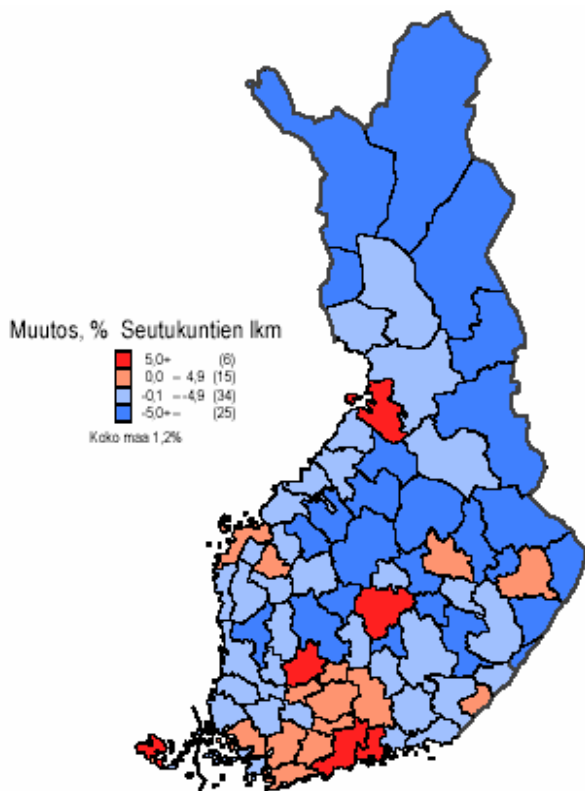 Muutos, % Seutukuntien lkm
5,0+ (6)
0,0 – 4,9 (15)
-0,1 – -4,9 (34)
-5,0+– (25)
Koko maa 1,2%